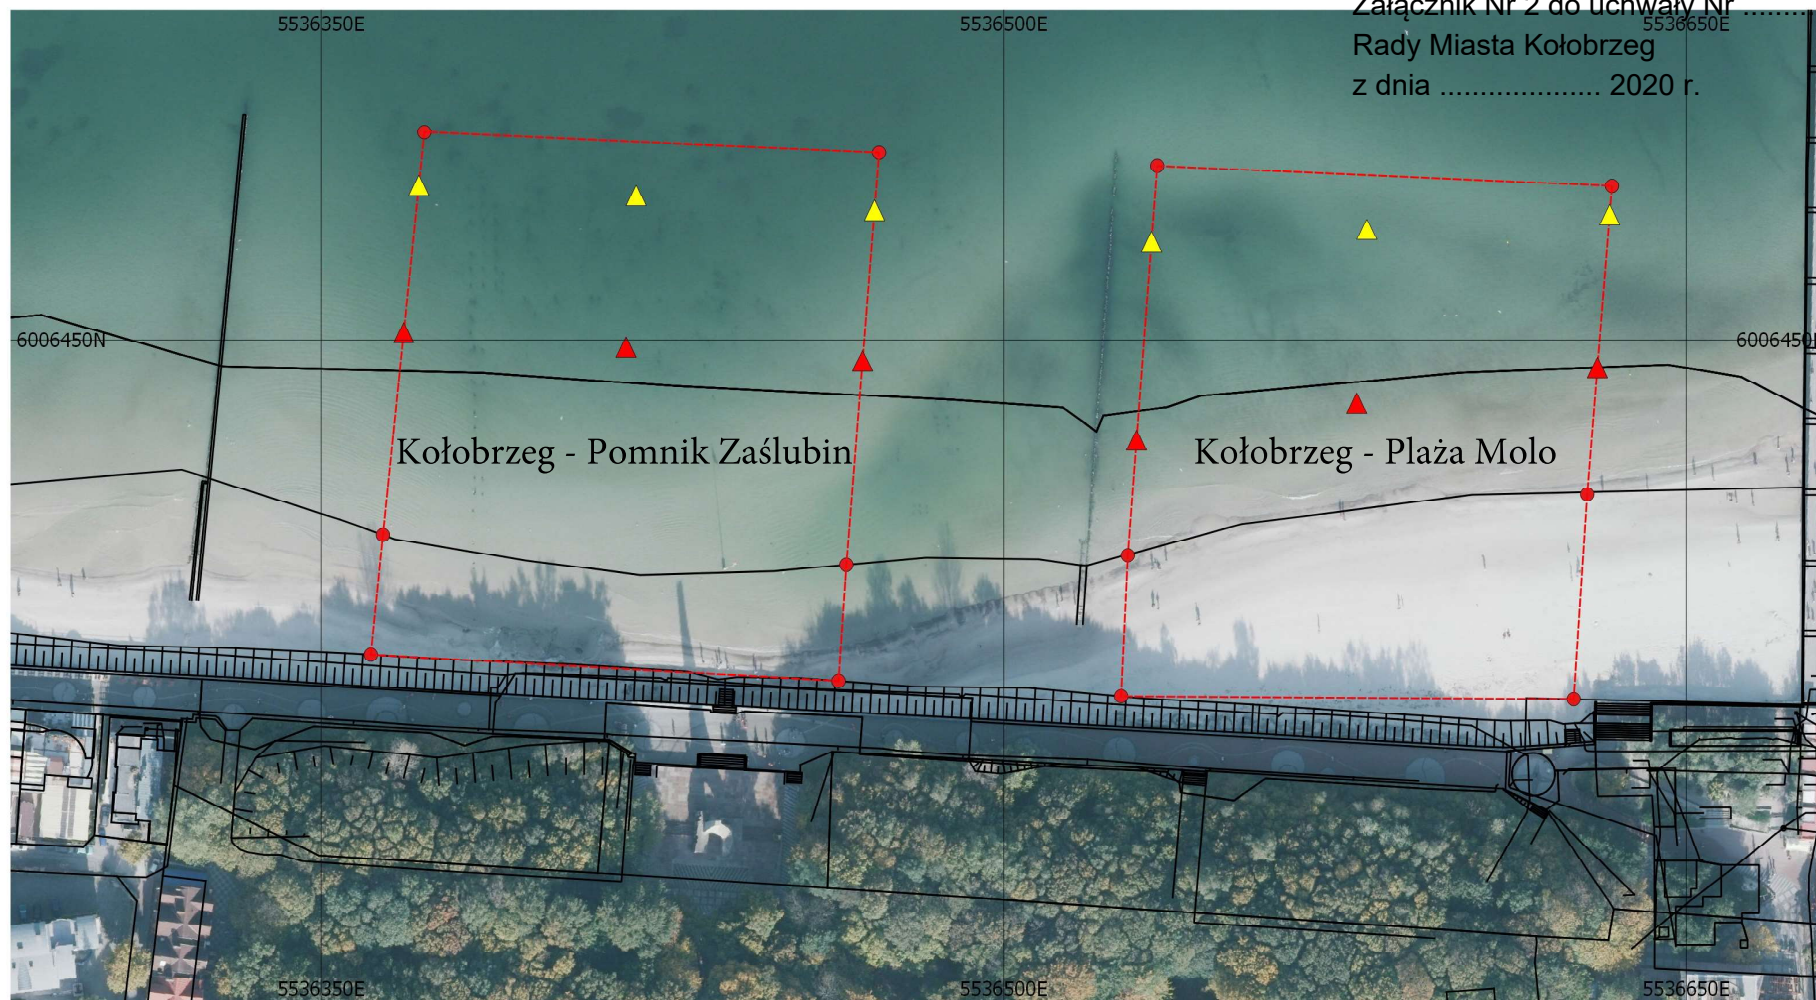 Załącznik Nr 2 do uchwały Nr .........
5536350E
5536500E
5536650E
Rady Miasta Kołobrzeg
z dnia .................... 2020 r.
6006450N
6006450N
Kołobrzeg - Pomnik Zaślubin
Kołobrzeg - Plaża Molo
5536350E
5536500E
5536650E